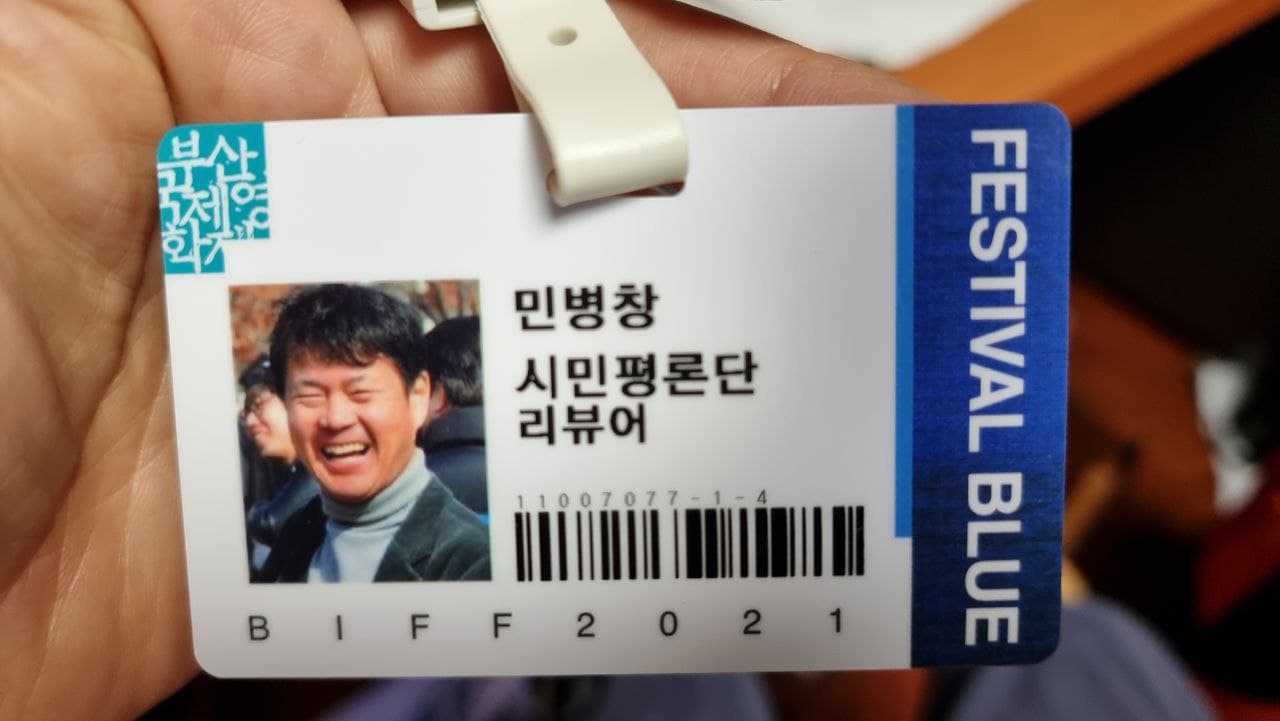 부산
국제영
화제
민병창
시민평론단
리뷰어
11007077-1-4
BIFF2021
FESTIVAL BLUE